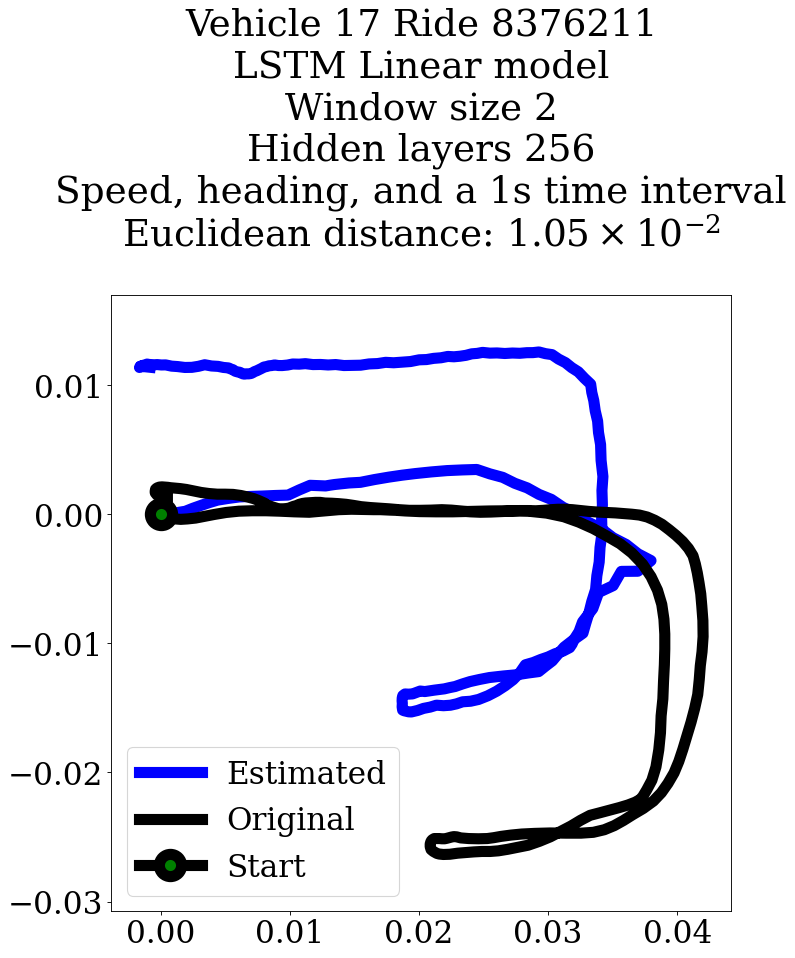 Vehicle 17 Ride 8376211
LSTM Linear model
Window size 2
Hidden layers 256
Speed, heading, and a 1s time interval
Euclidean distance: 1.05 × 10⁻²
0.01
0.00
−0.01
−0.02
−0.03
Estimated
Original
Start
0.00 0.01 0.02 0.03 0.04